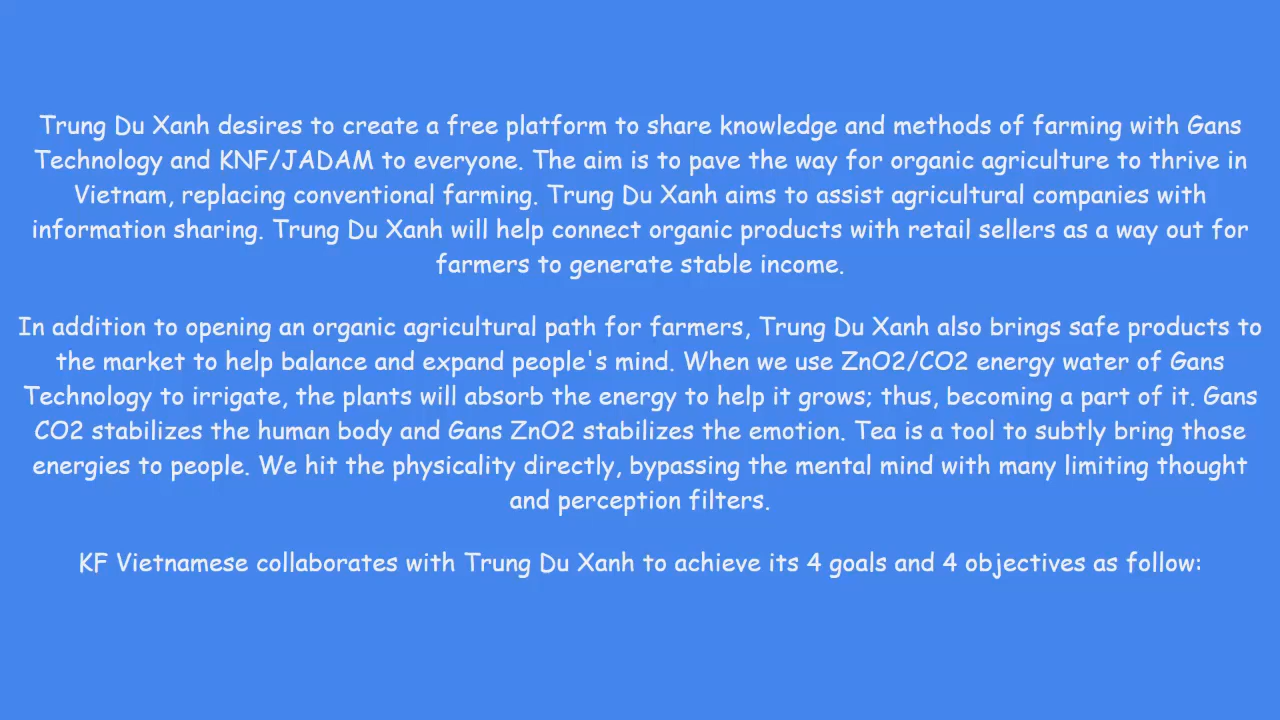 Trung Du Xanh desires to create a free platform to share knowledge and methods of farming with Gans
Technology and KNF/JADAM to everyone. The aim is to pave the way for organic agriculture to thrive in
Vietnam, replacing conventional farming. Trung Du Xanh aims to assist agricultural companies with
information sharing. Trung Du Xanh will help connect organic products with retail sellers as a way out for
farmers to generate stable income.
In addition to opening an organic agricultural path for farmers, Trung Du Xanh also brings safe products to
the market to help balance and expand people's mind. When we use ZnO2/CO2 energy water of Gans
Technology to irrigate, the plants will absorb the energy to help it grows; thus, becoming a part of it. Gans
CO2 stabilizes the human body and Gans ZnO2 stabilizes the emotion. Tea is a tool to subtly bring those
energies to people. We hit the physicality directly, bypassing the mental mind with many limiting thought
and perception filters.
KF Vietnamese collaborates with Trung Du Xanh to achieve its 4 goals and 4 objectives as follow: